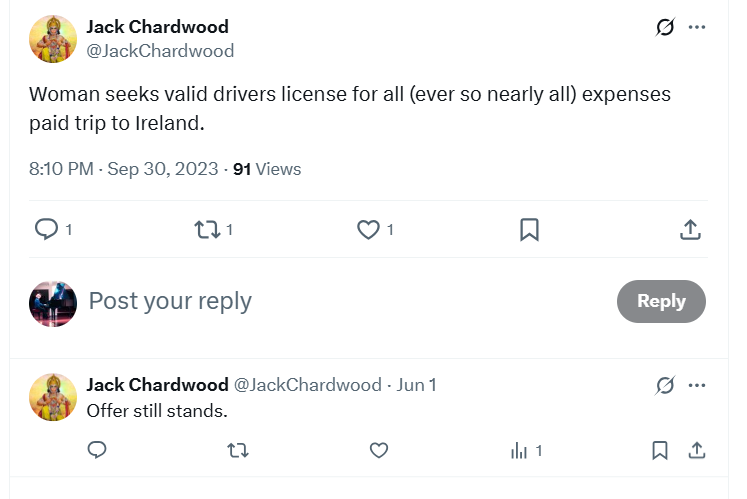 Jack Chardwood
@JackChardwood
Woman seeks valid drivers license for all (ever so nearly all) expenses
paid trip to Ireland.
8:10 PM · Sep 30, 2023 · 91 Views
1 1 1
Post your reply Reply
Jack Chardwood @JackChardwood · Jun 1
Offer still stands.
1